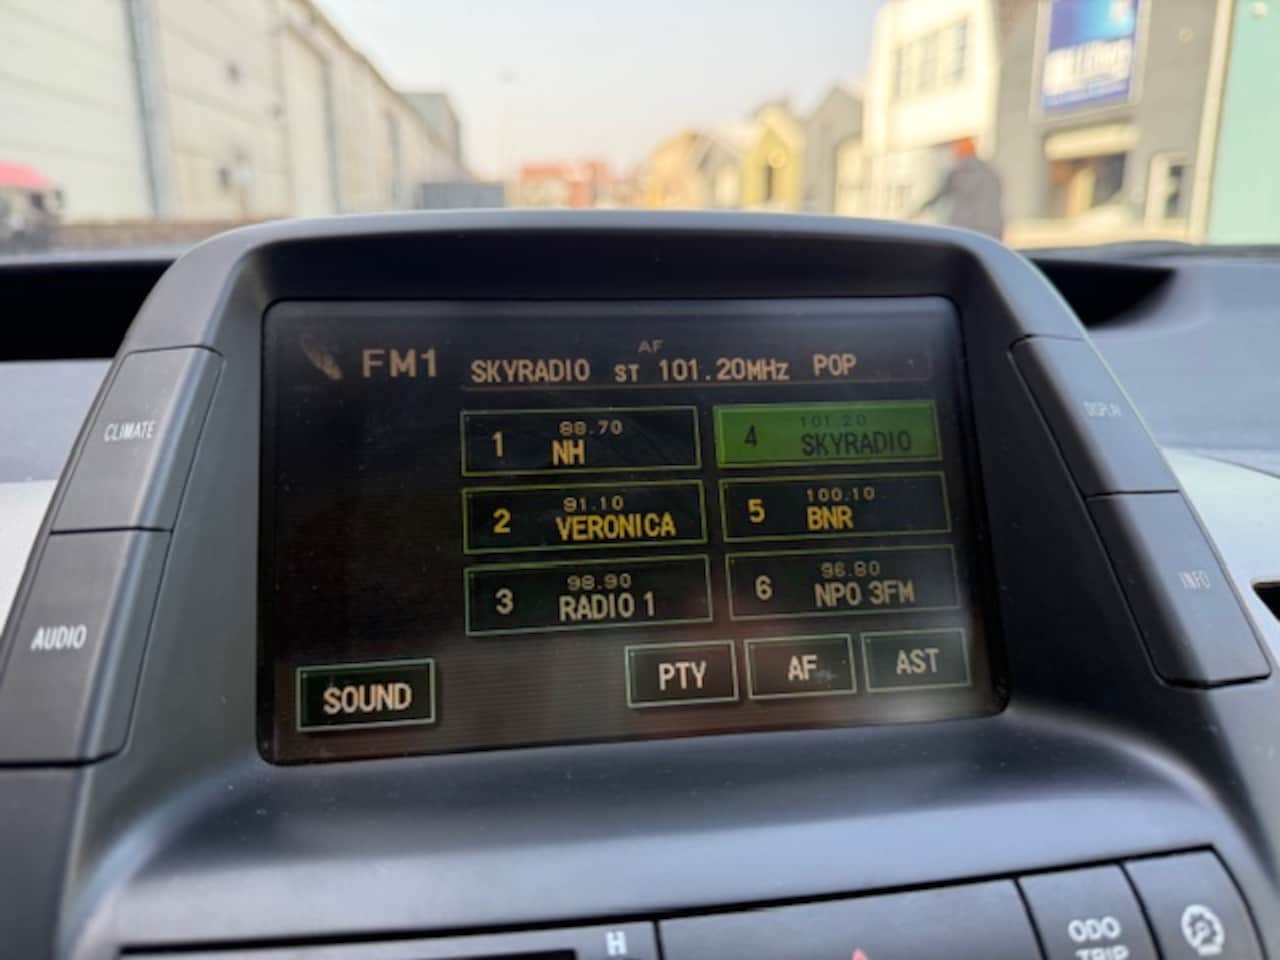 AF
FM1 SKYRADIO ST 101.20MHz POP
CLIMATE
DISPLAY
1 88.70 NH
4 101.20 SKYRADIO
2 91.10 VERONICA
5 100.10 BNR
3 98.90 RADIO 1
6 96.80 NPO 3FM
INFO
AUDIO
SOUND PTY AF AST
H
ODO
TRIP